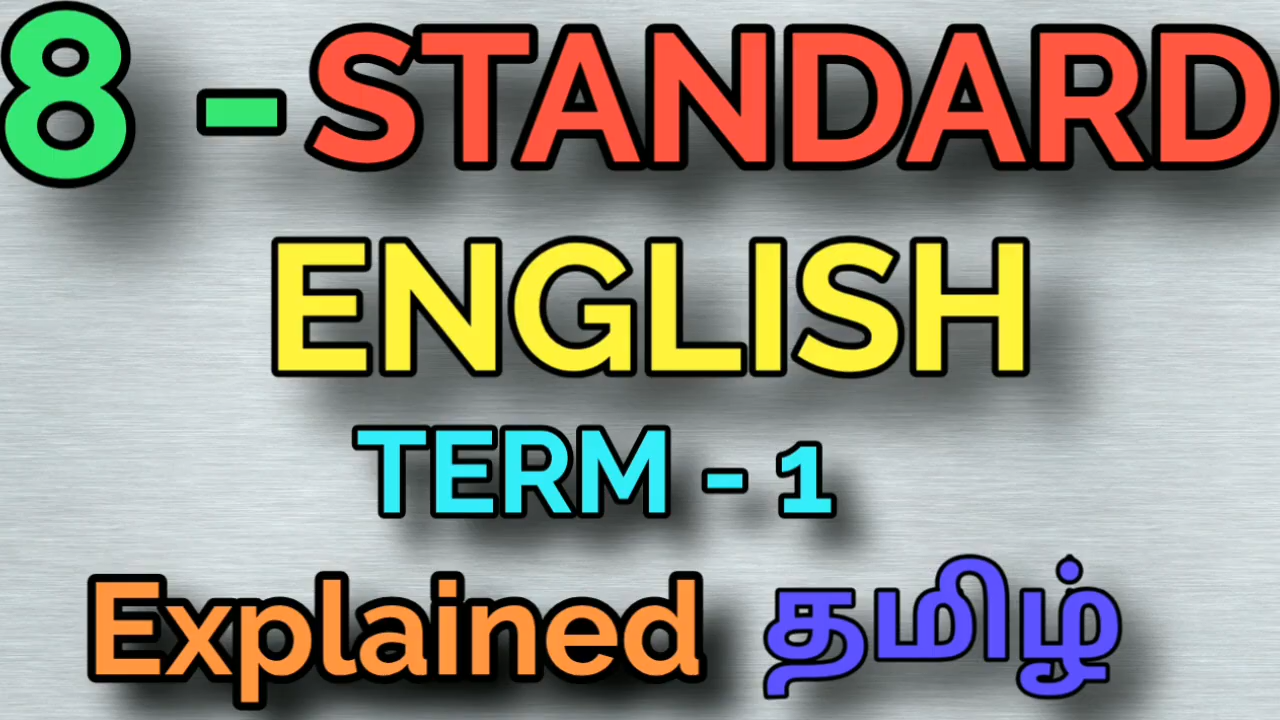 8 - STANDARD
ENGLISH
TERM - 1
Explained தமிழ்